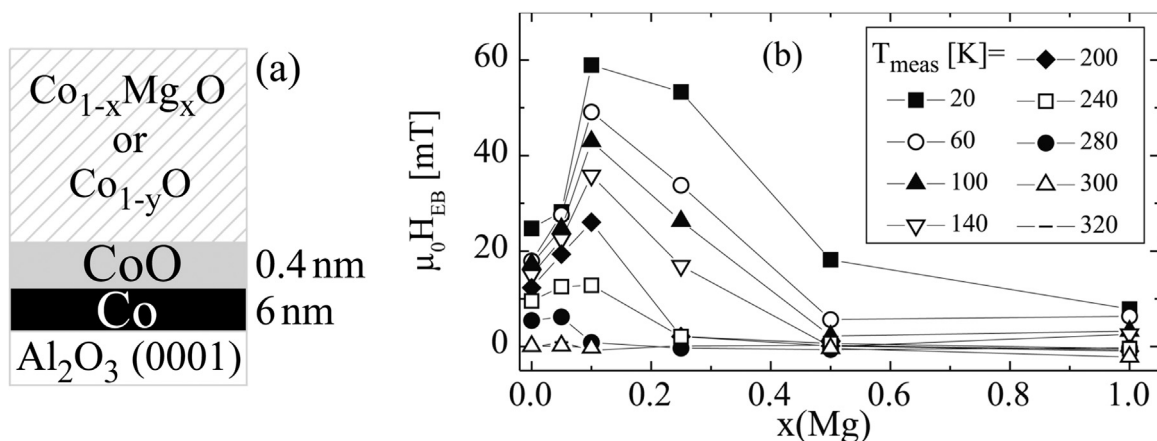 (a)
Co1-xMgxO
or
Co1-yO
CoO
0.4 nm
Co
6 nm
Al2O3 (0001)
(b)
μ0HEB [mT]
60
40
20
0
0.0 0.2 0.4 0.6 0.8 1.0
x(Mg)
Tmeas [K]=
20
60
100
140
200
240
280
300
320